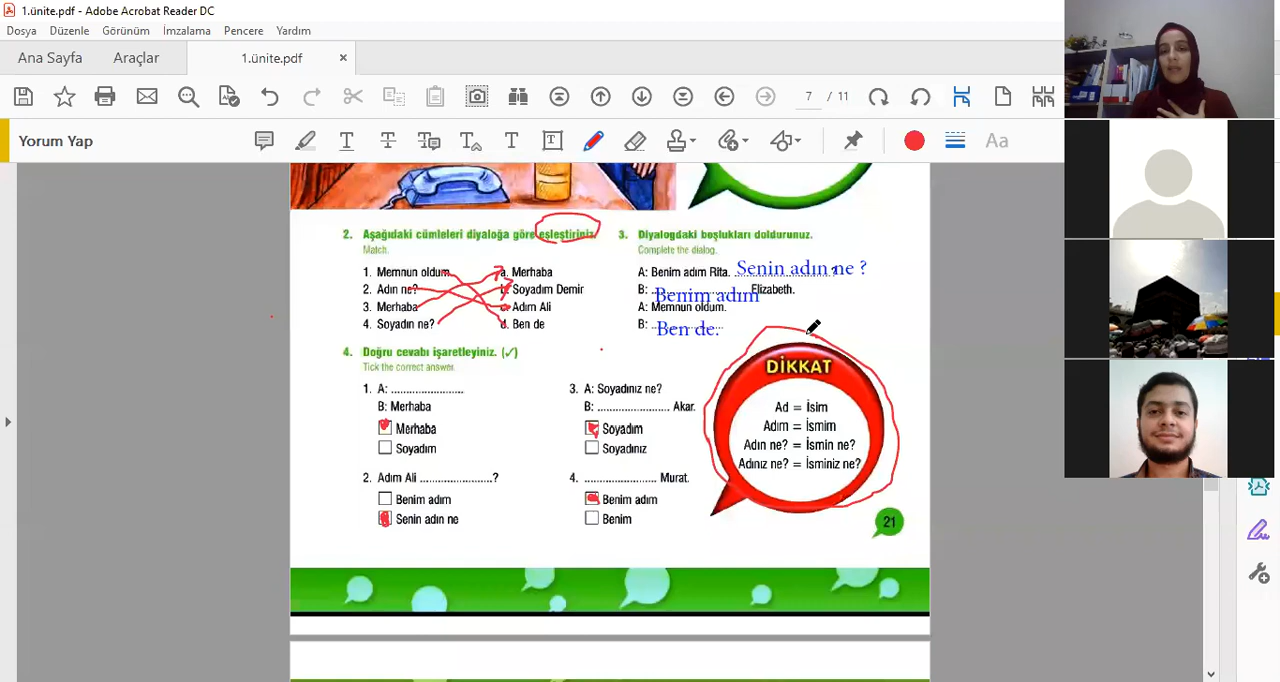 1.ünite.pdf - Adobe Acrobat Reader DC
Dosya Düzenle Görünüm İmzalama Pencere Yardım
Ana Sayfa Araçlar 1.ünite.pdf ×
7 / 11
Yorum Yap
Aa
2. Aşağıdaki cümleleri diyaloğa göre eşleştiriniz.
Match.
1. Memnun oldum. a. Merhaba
2. Adın ne? b. Soyadım Demir
3. Merhaba c. Adım Ali
4. Soyadın ne? d. Ben de
3. Diyalogdaki boşlukları doldurunuz.
Complete the dialog.
A: Benim adım Rita. Senin adın ne ?
B: Benim adım Elizabeth.
A: Memnun oldum.
B: Ben de.
4. Doğru cevabı işaretleyiniz. (✓)
Tick the correct answer.
1. A: ........................
B: Merhaba
Merhaba
Soyadım
2. Adım Ali ........................?
Benim adım
Senin adın ne
3. A: Soyadınız ne?
B: ........................ Akar.
Soyadım
Soyadınız
4. ........................ Murat.
Benim adım
Benim
DİKKAT
Ad = İsim
Adım = İsmim
Adın ne? = İsmin ne?
Adınız ne? = İsminiz ne?
21